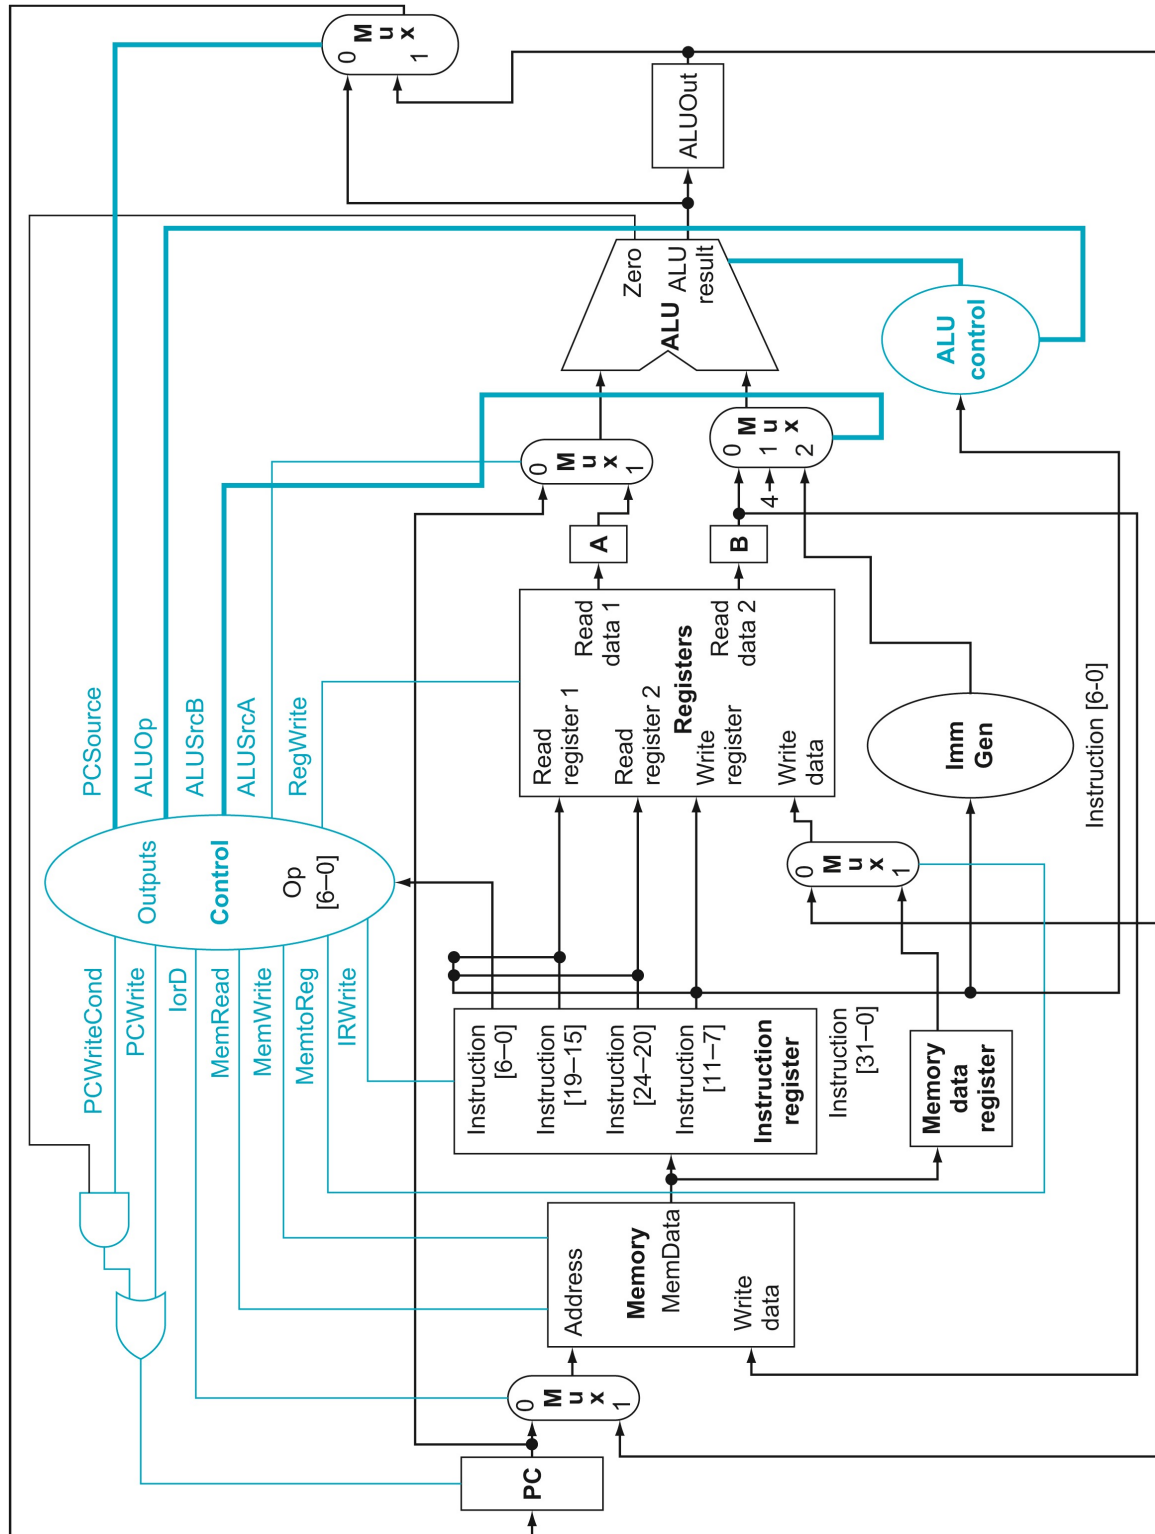 PCWriteCond
PCWrite
IorD
MemRead
MemWrite
MemtoReg
IRWrite
Outputs
Control
Op
[6–0]
PCSource
ALUOp
ALUSrcB
ALUSrcA
RegWrite
PC
0
M
u
x
1
Address
Memory
MemData
Write
data
Instruction
[6–0]
Instruction
[19–15]
Instruction
[24–20]
Instruction
[11–7]
Instruction
register
Instruction
[31–0]
Memory
data
register
0
M
u
x
1
Read
register 1
Read
register 2
Write
register
Write
data
Registers
Read
data 1
Read
data 2
Imm
Gen
Instruction [6-0]
A
B
4
0
M
u
x
1
0
M
1 u
2 x
Zero
ALU
ALU
result
ALU
control
ALUOut
0
M
u
x
1